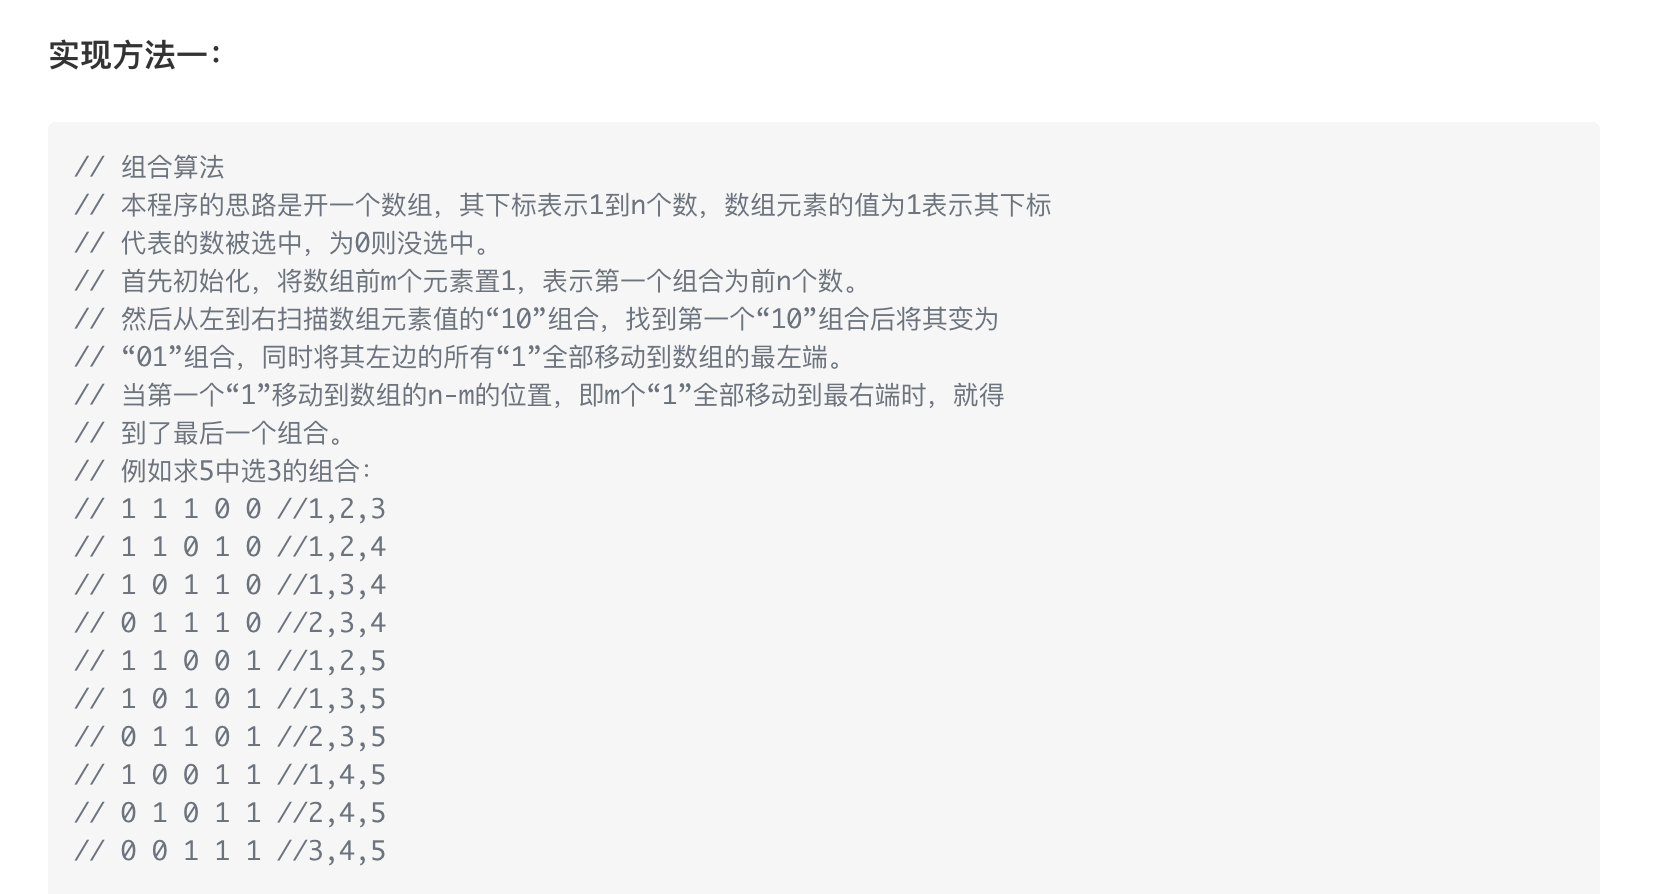 实现方法一：
// 组合算法
// 本程序的思路是开一个数组，其下标表示1到n个数，数组元素的值为1表示其下标
// 代表的数被选中，为0则没选中。
// 首先初始化，将数组前m个元素置1，表示第一个组合为前n个数。
// 然后从左到右扫描数组元素值的“10”组合，找到第一个“10”组合后将其变为
// “01”组合，同时将其左边的所有“1”全部移动到数组的最左端。
// 当第一个“1”移动到数组的n-m的位置，即m个“1”全部移动到最右端时，就得
// 到了最后一个组合。
// 例如求5中选3的组合：
// 1 1 1 0 0 //1,2,3
// 1 1 0 1 0 //1,2,4
// 1 0 1 1 0 //1,3,4
// 0 1 1 1 0 //2,3,4
// 1 1 0 0 1 //1,2,5
// 1 0 1 0 1 //1,3,5
// 0 1 1 0 1 //2,3,5
// 1 0 0 1 1 //1,4,5
// 0 1 0 1 1 //2,4,5
// 0 0 1 1 1 //3,4,5